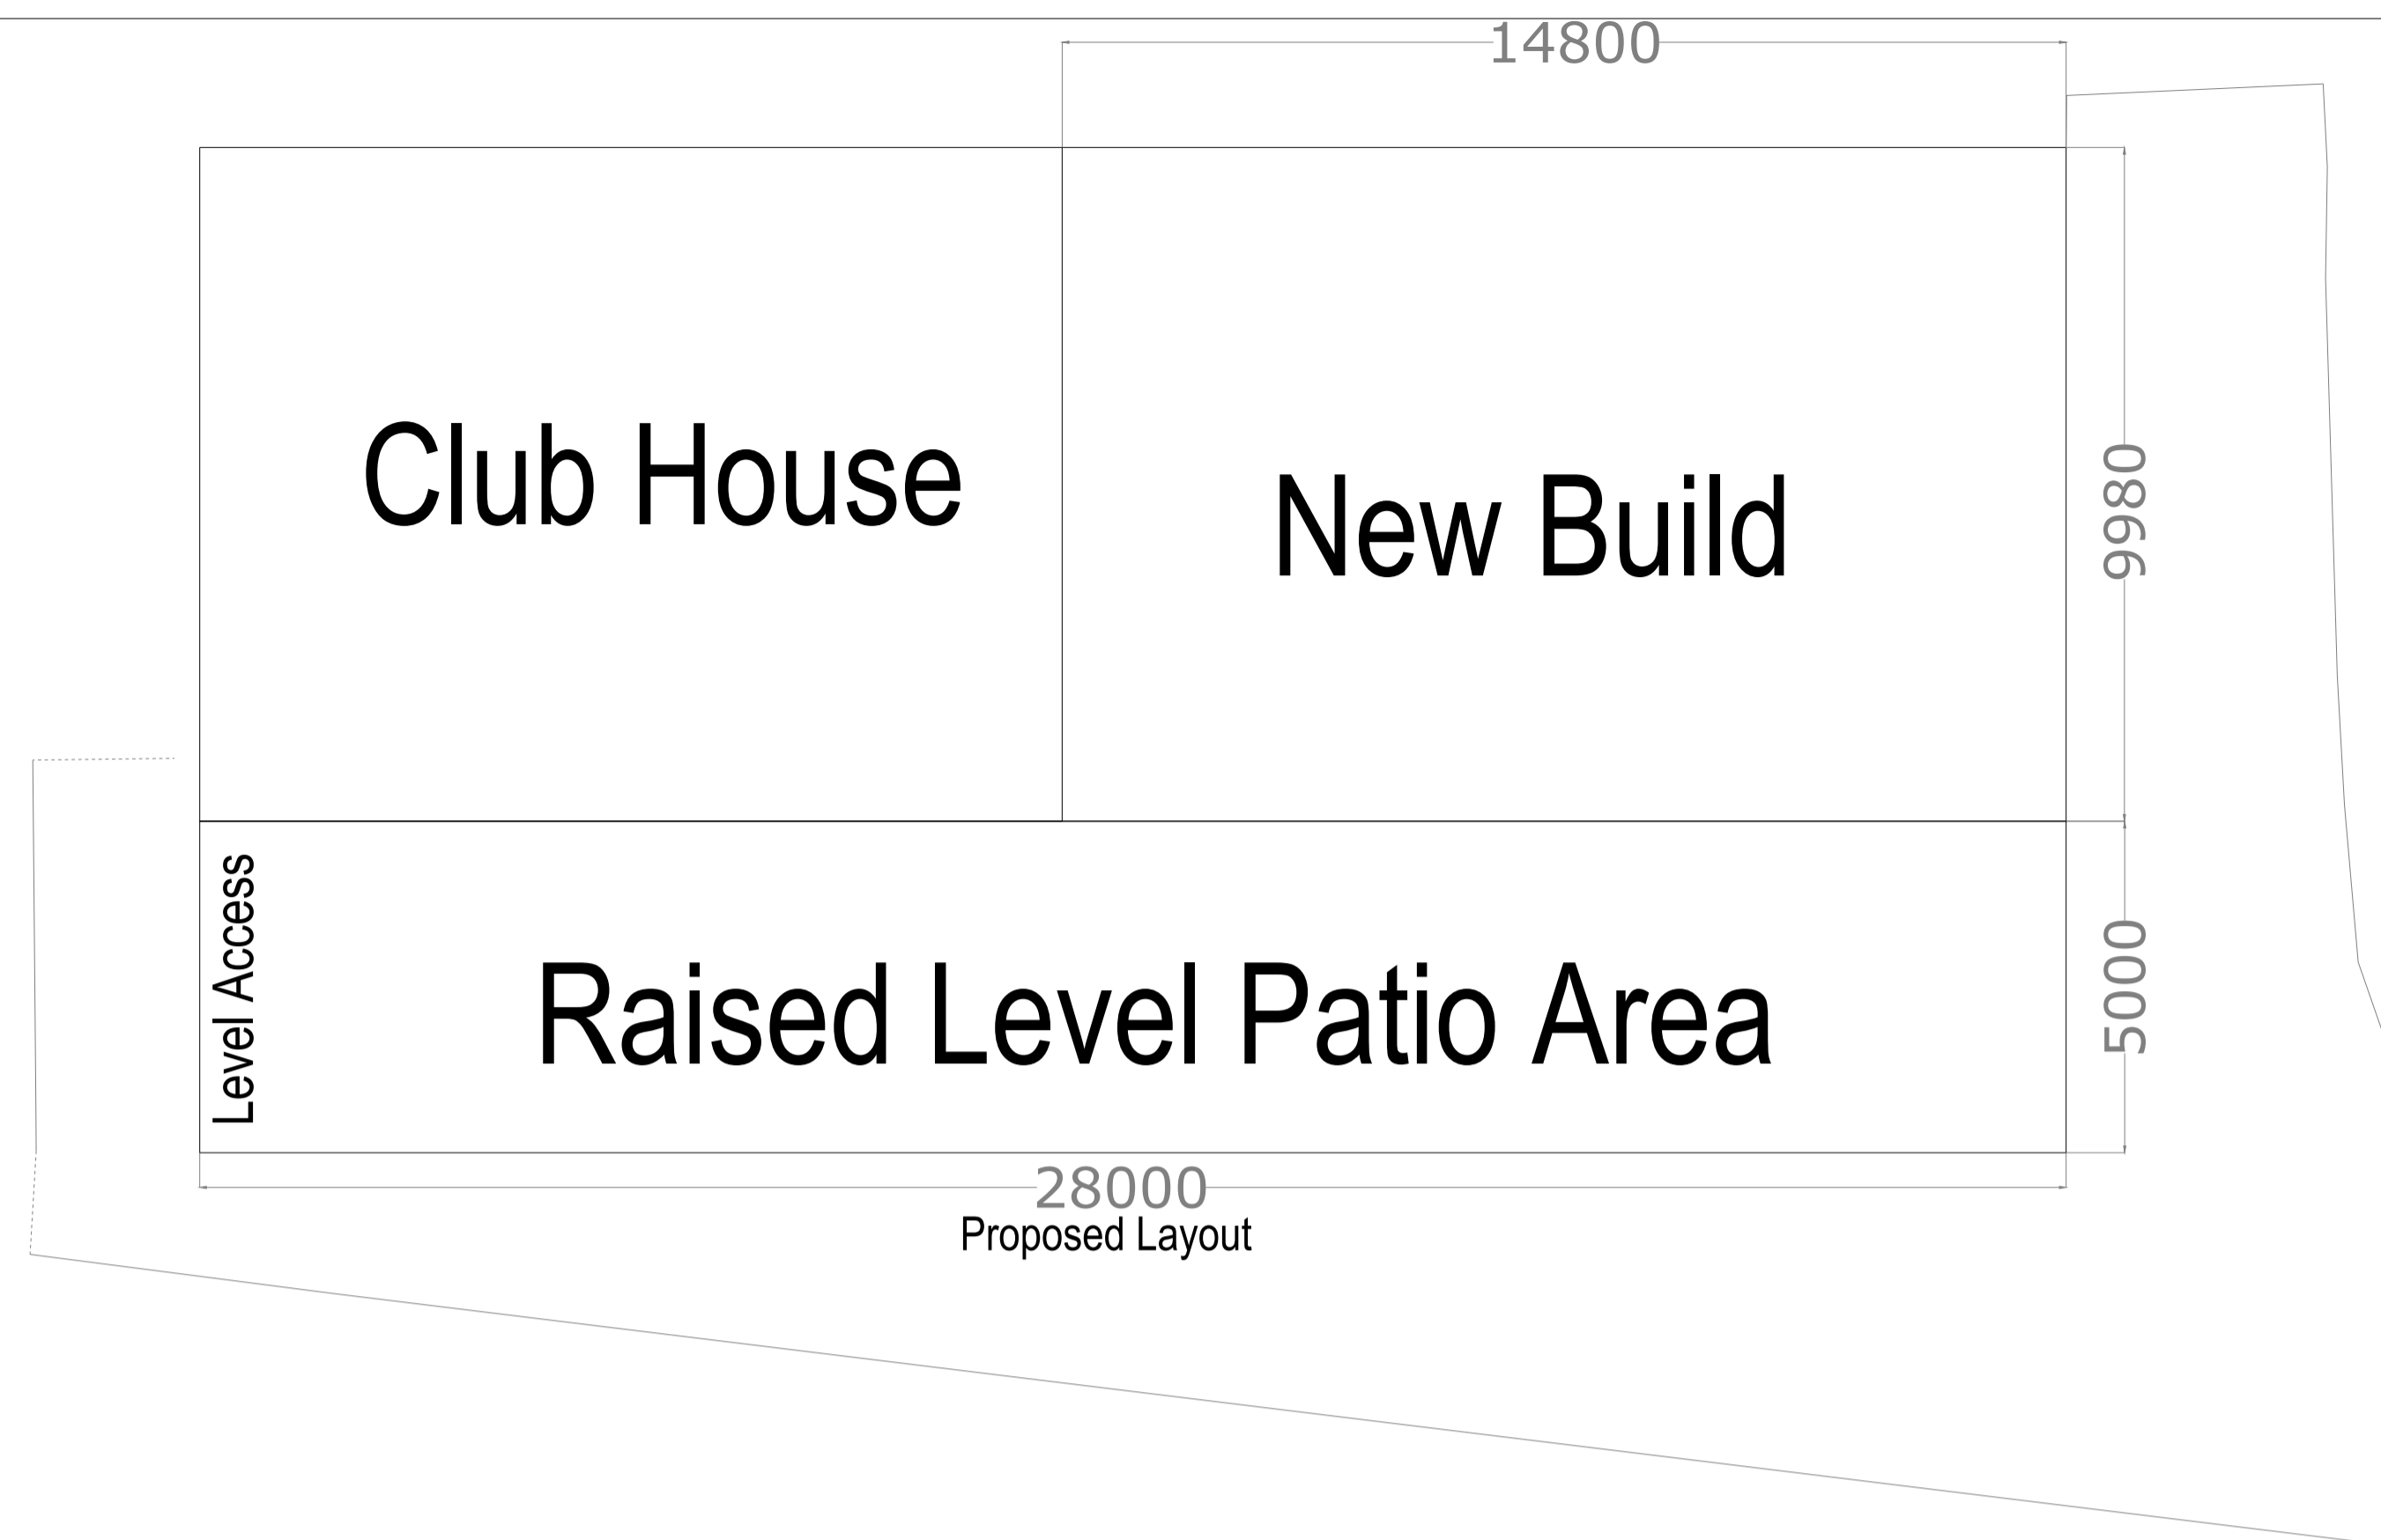 14800
Club House
New Build
9980
Level Access
Raised Level Patio Area
5000
28000
Proposed Layout